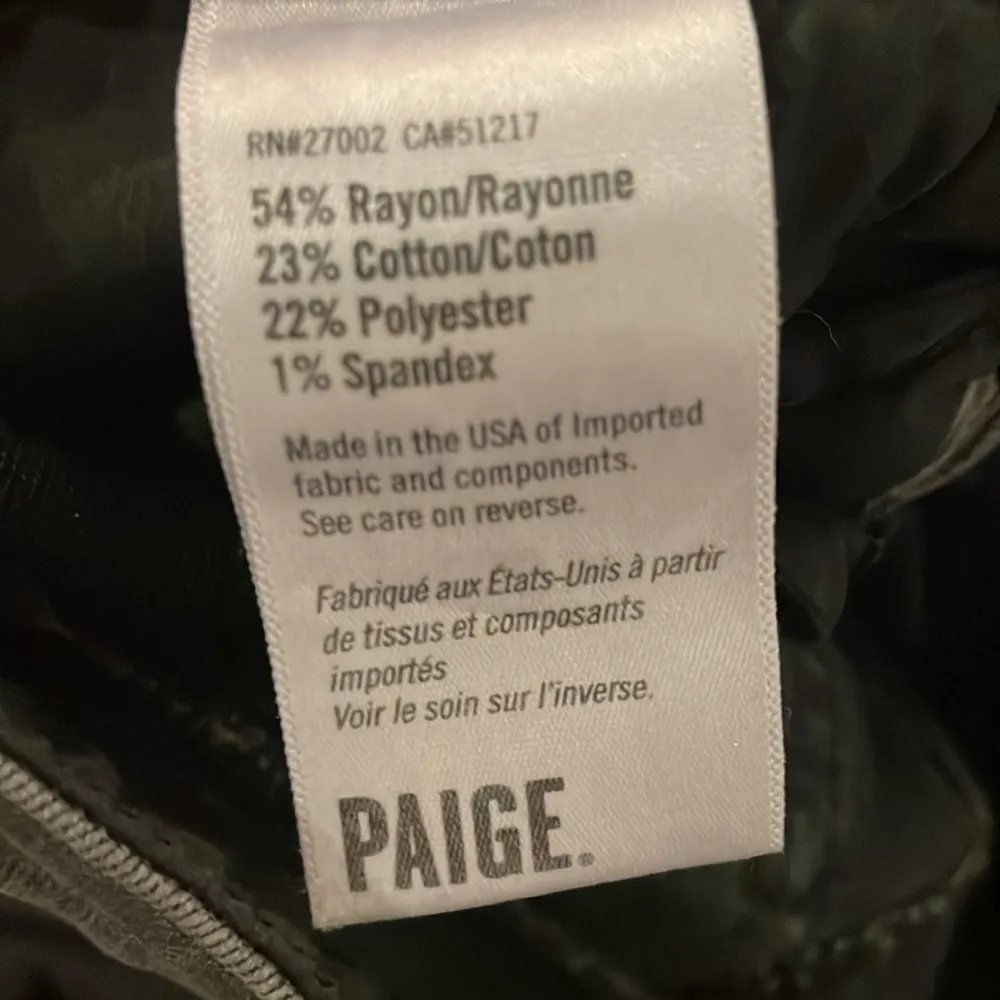 RN#27002 CA#51217
54% Rayon/Rayonne
23% Cotton/Coton
22% Polyester
1% Spandex
Made in the USA of Imported
fabric and components.
See care on reverse.
Fabriqué aux États-Unis à partir
de tissus et composants
importés
Voir le soin sur l'inverse.
PAIGE.